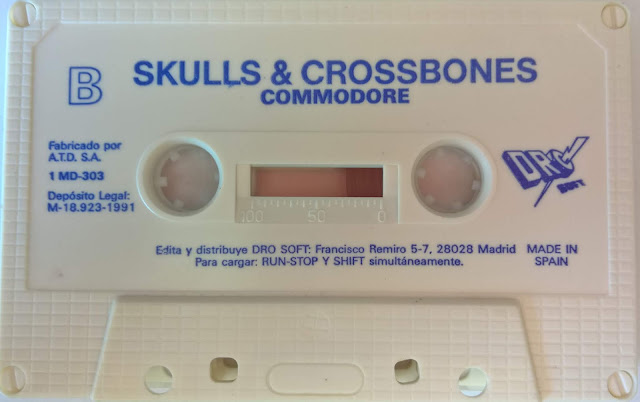 B
SKULLS & CROSSBONES
COMMODORE
Fabricado por
A.T.D. S.A.
1 MD-303
Depósito Legal:
M-18.923-1991
DRO
SOFT
100 50 0
Edita y distribuye DRO SOFT: Francisco Remiro 5-7, 28028 Madrid
Para cargar: RUN-STOP Y SHIFT simultáneamente.
MADE IN
SPAIN